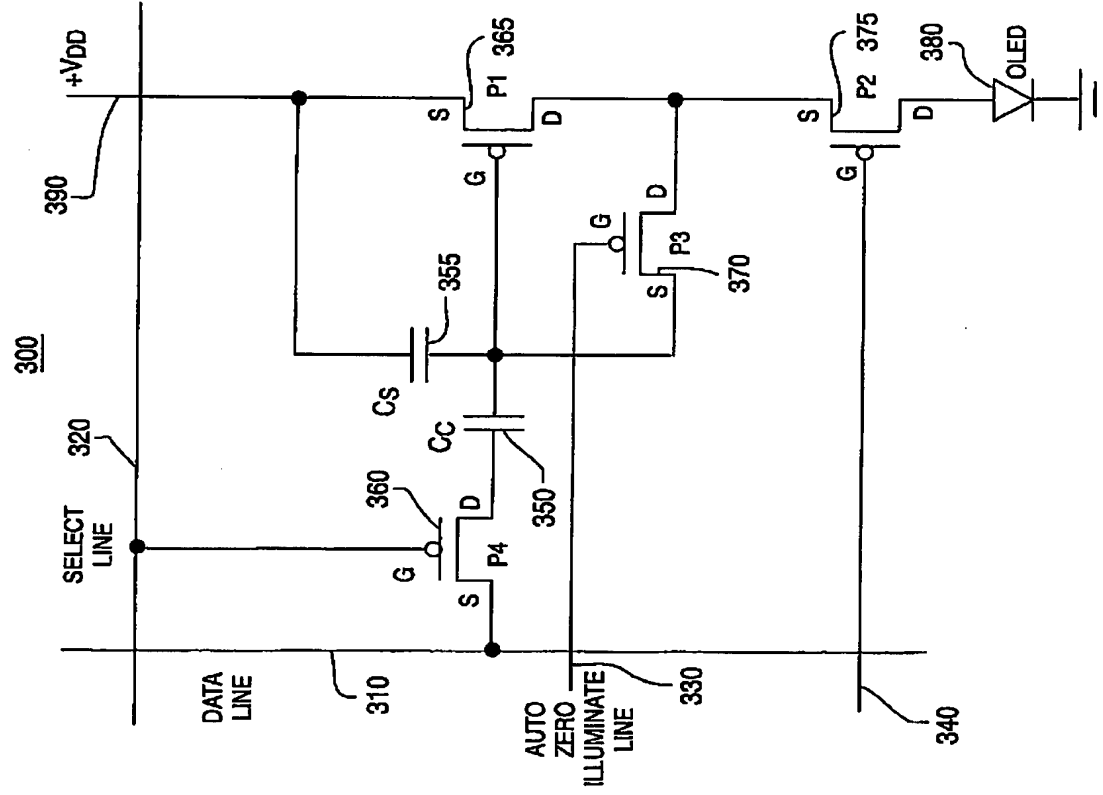 300
SELECT
LINE
320
390
+VDD
DATA
LINE
310
G
360
S
D
P4
CS
355
CC
350
S
365
P1
G
D
AUTO
ZERO
ILLUMINATE
LINE
330
G
S
D
P3
370
340
S
375
P2
G
D
380
OLED